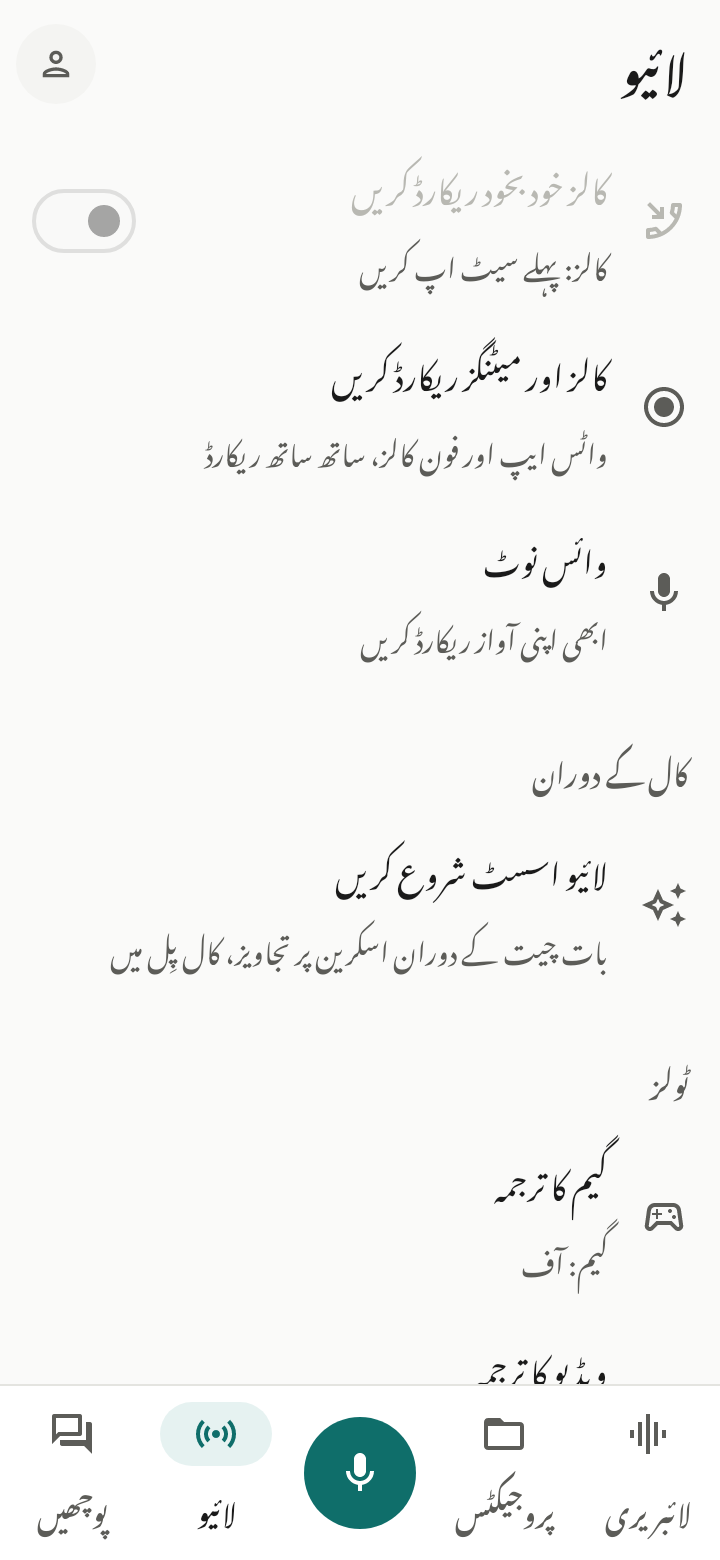 لائیو
کالز خود بخود ریکارڈ کریں
کالز: پہلے سیٹ اپ کریں
کالز اور میٹنگز ریکارڈ کریں
واٹس ایپ اور فون کالز، ساتھ ساتھ ریکارڈ
وائس نوٹ
ابھی اپنی آواز ریکارڈ کریں
کال کے دوران
لائیو اسسٹ شروع کریں
بات چیت کے دوران اسکرین پر تجاویز، کال پِل میں
ٹولز
گیم کا ترجمہ
گیم: آف
ویڈیو کا ترجمہ
لائبریری
پروجیکٹس
لائیو
پوچھیں